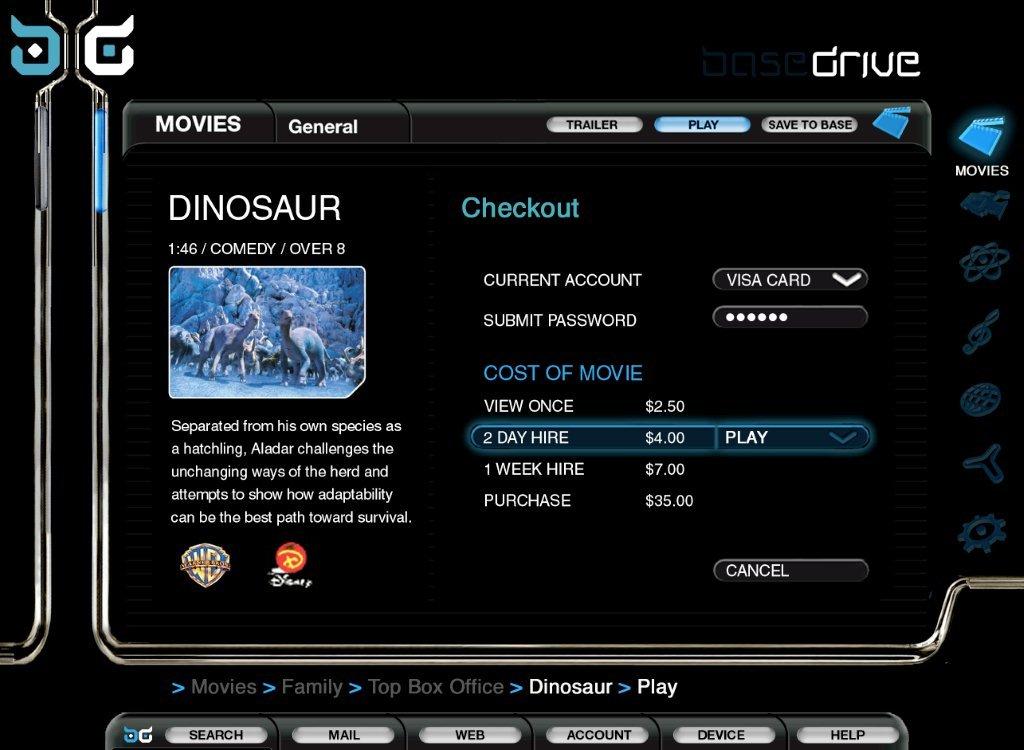 basedrive
MOVIES
General
TRAILER
PLAY
SAVE TO BASE
MOVIES
DINOSAUR
1:46 / COMEDY / OVER 8
Separated from his own species as
a hatchling, Aladar challenges the
unchanging ways of the herd and
attempts to show how adaptability
can be the best path toward survival.
WB
Disney
Checkout
CURRENT ACCOUNT
VISA CARD
SUBMIT PASSWORD
●●●●●●
COST OF MOVIE
VIEW ONCE $2.50
2 DAY HIRE $4.00 PLAY
1 WEEK HIRE $7.00
PURCHASE $35.00
CANCEL
> Movies > Family > Top Box Office > Dinosaur > Play
SEARCH
MAIL
WEB
ACCOUNT
DEVICE
HELP